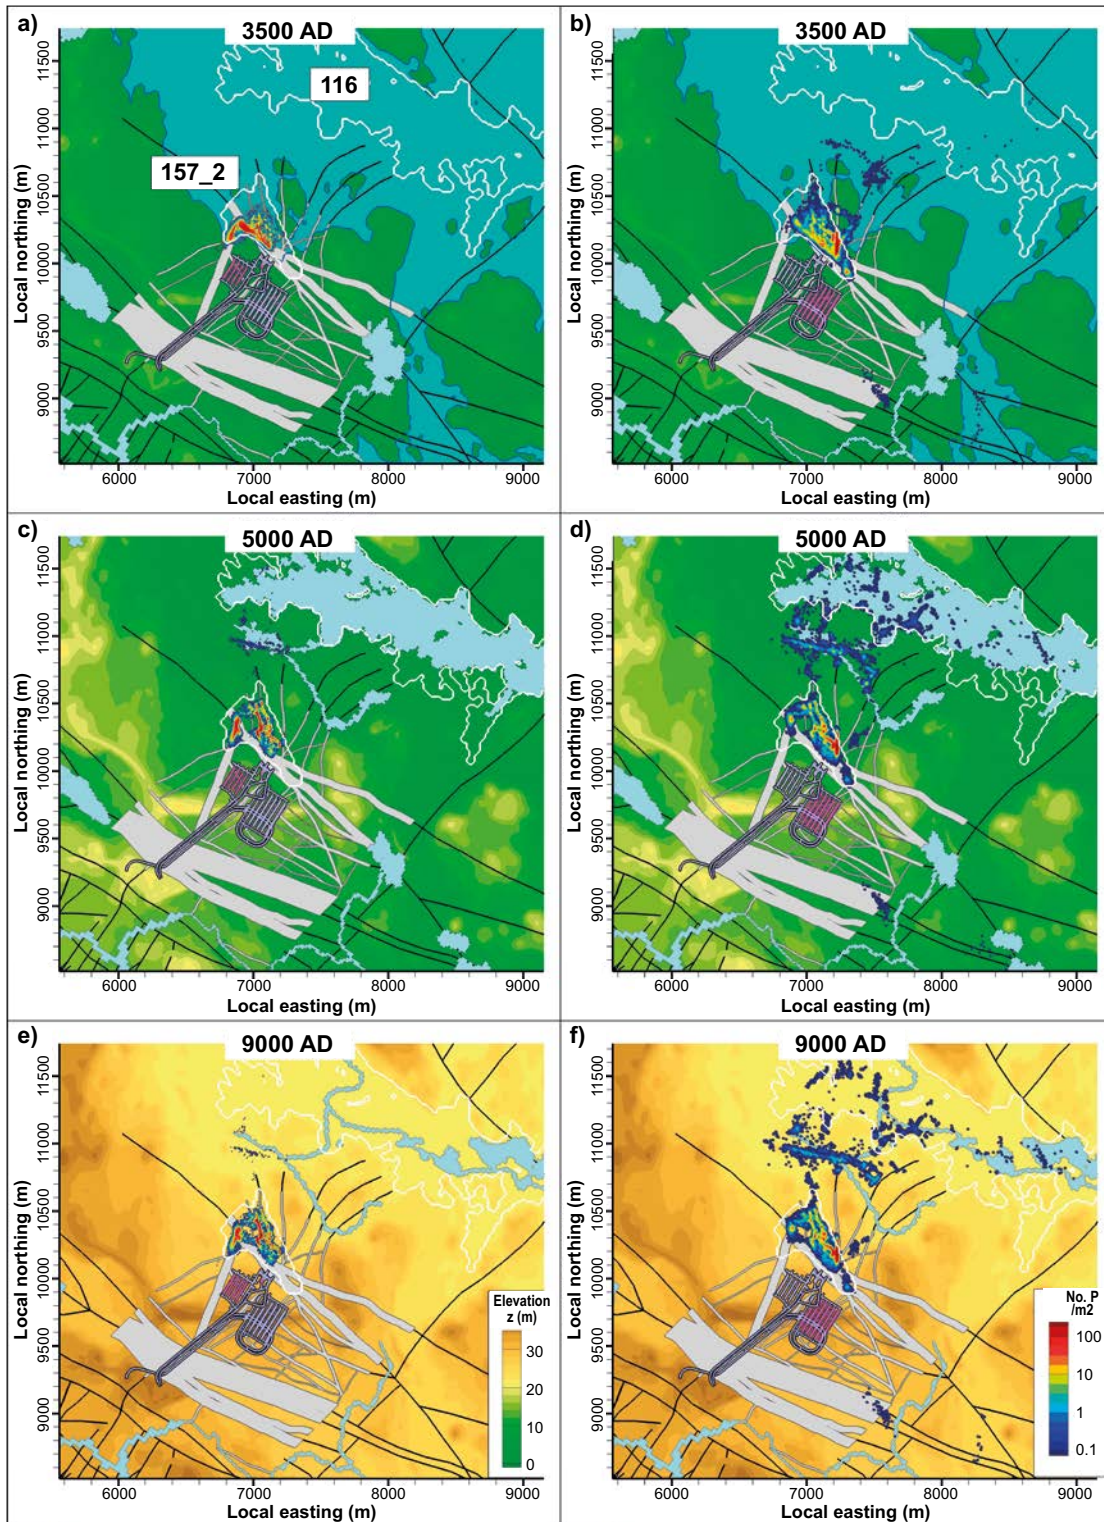 a)
3500 AD
116
157_2
11500
11000
10500
10000
9500
9000
Local northing (m)
6000 7000 8000 9000
Local easting (m)
b)
3500 AD
11500
11000
10500
10000
9500
9000
Local northing (m)
6000 7000 8000 9000
Local easting (m)
c)
5000 AD
11500
11000
10500
10000
9500
9000
Local northing (m)
6000 7000 8000 9000
Local easting (m)
d)
5000 AD
11500
11000
10500
10000
9500
9000
Local northing (m)
6000 7000 8000 9000
Local easting (m)
e)
9000 AD
11500
11000
10500
10000
9500
9000
Local northing (m)
Elevation
z (m)
30
20
10
0
6000 7000 8000 9000
Local easting (m)
f)
9000 AD
11500
11000
10500
10000
9500
9000
Local northing (m)
No. P
/m2
100
10
1
0.1
6000 7000 8000 9000
Local easting (m)